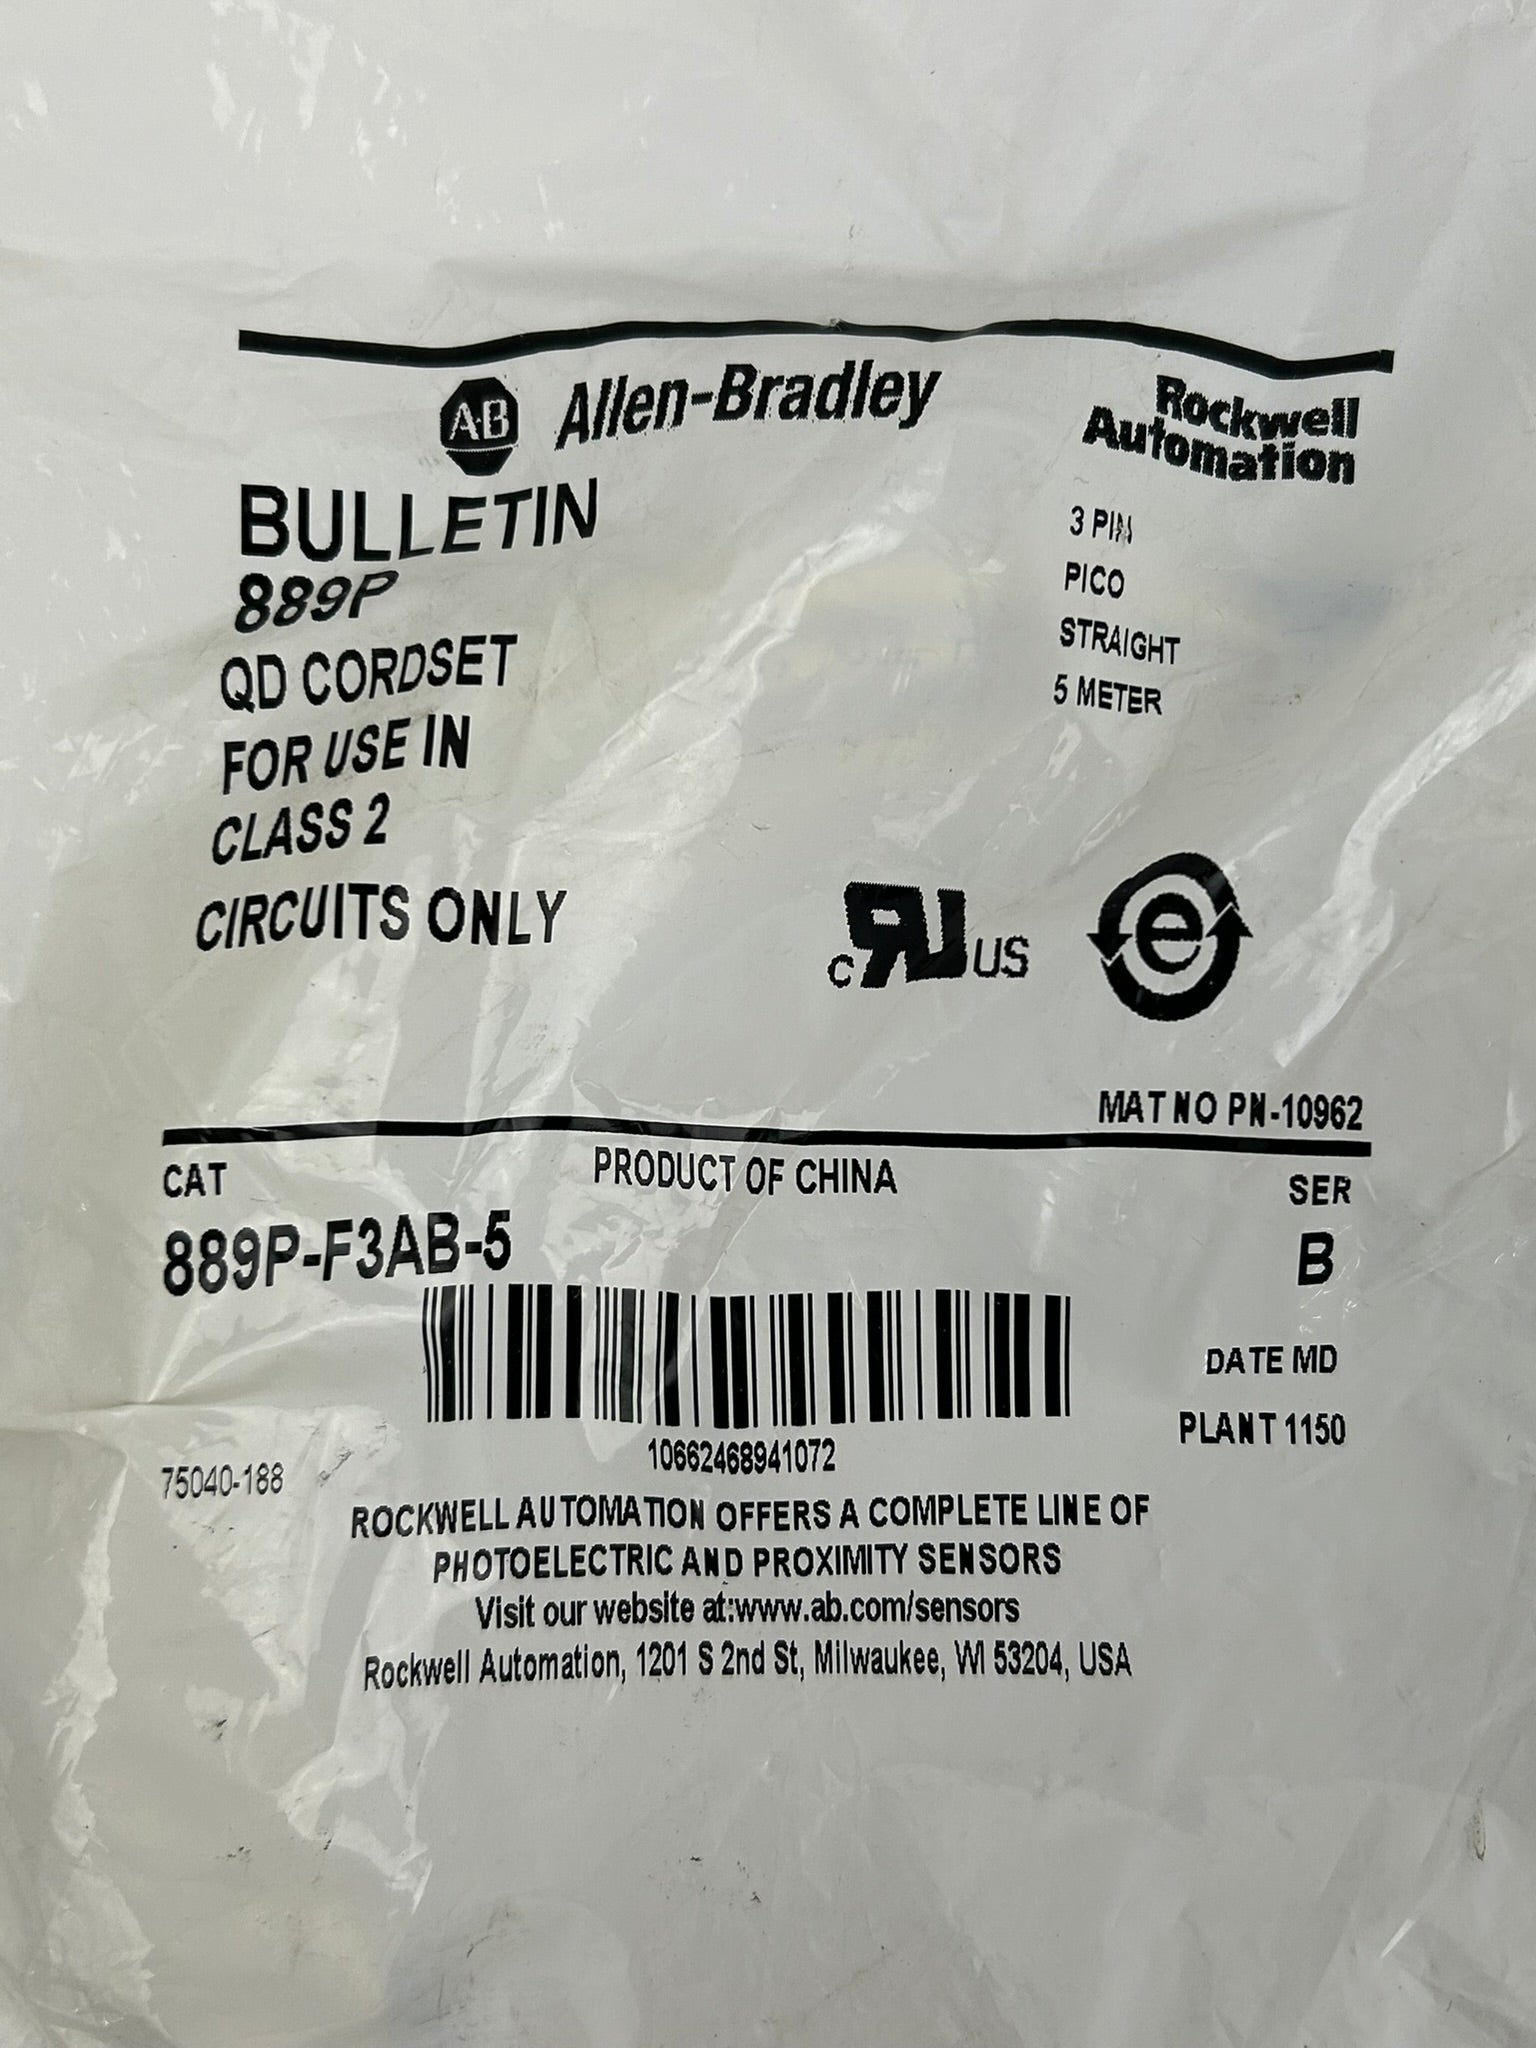 AB Allen-Bradley
Rockwell
Automation
BULLETIN
889P
QD CORDSET
FOR USE IN
CLASS 2
CIRCUITS ONLY
3 PIN
PICO
STRAIGHT
5 METER
c RU US
e
MAT NO PN-10962
CAT
PRODUCT OF CHINA
SER
889P-F3AB-5
B
DATE MD
PLANT 1150
10662468941072
75040-188
ROCKWELL AUTOMATION OFFERS A COMPLETE LINE OF
PHOTOELECTRIC AND PROXIMITY SENSORS
Visit our website at:www.ab.com/sensors
Rockwell Automation, 1201 S 2nd St, Milwaukee, WI 53204, USA